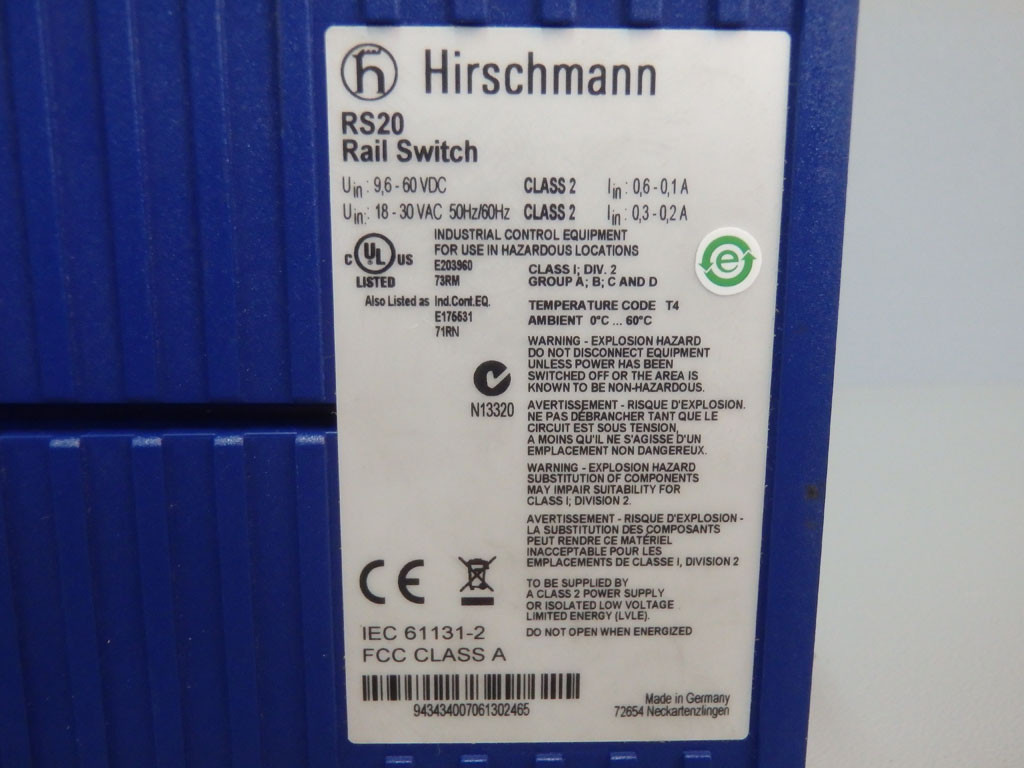 Hirschmann
RS20
Rail Switch
Uin: 9,6 - 60 VDC CLASS 2 Iin: 0,6 - 0,1 A
Uin: 18 - 30 VAC 50Hz/60Hz CLASS 2 Iin: 0,3 - 0,2 A
C UL US
LISTED
INDUSTRIAL CONTROL EQUIPMENT
FOR USE IN HAZARDOUS LOCATIONS
E203960
73RM
CLASS I; DIV. 2
GROUP A; B; C AND D
e
Also Listed as Ind.Cont.EQ.
E176531
71RN
TEMPERATURE CODE T4
AMBIENT 0°C ... 60°C
WARNING - EXPLOSION HAZARD
DO NOT DISCONNECT EQUIPMENT
UNLESS POWER HAS BEEN
SWITCHED OFF OR THE AREA IS
KNOWN TO BE NON-HAZARDOUS.
N13320
AVERTISSEMENT - RISQUE D'EXPLOSION.
NE PAS DÉBRANCHER TANT QUE LE
CIRCUIT EST SOUS TENSION,
A MOINS QU'IL NE S'AGISSE D'UN
EMPLACEMENT NON DANGEREUX.
WARNING - EXPLOSION HAZARD
SUBSTITUTION OF COMPONENTS
MAY IMPAIR SUITABILITY FOR
CLASS I; DIVISION 2.
AVERTISSEMENT - RISQUE D'EXPLOSION -
LA SUBSTITUTION DES COMPOSANTS
PEUT RENDRE CE MATÉRIEL
INACCEPTABLE POUR LES
EMPLACEMENTS DE CLASSE I, DIVISION 2
TO BE SUPPLIED BY
A CLASS 2 POWER SUPPLY
OR ISOLATED LOW VOLTAGE
LIMITED ENERGY (LVLE).
DO NOT OPEN WHEN ENERGIZED
CE
IEC 61131-2
FCC CLASS A
943434007061302465
Made in Germany
72654 Neckartenzlingen